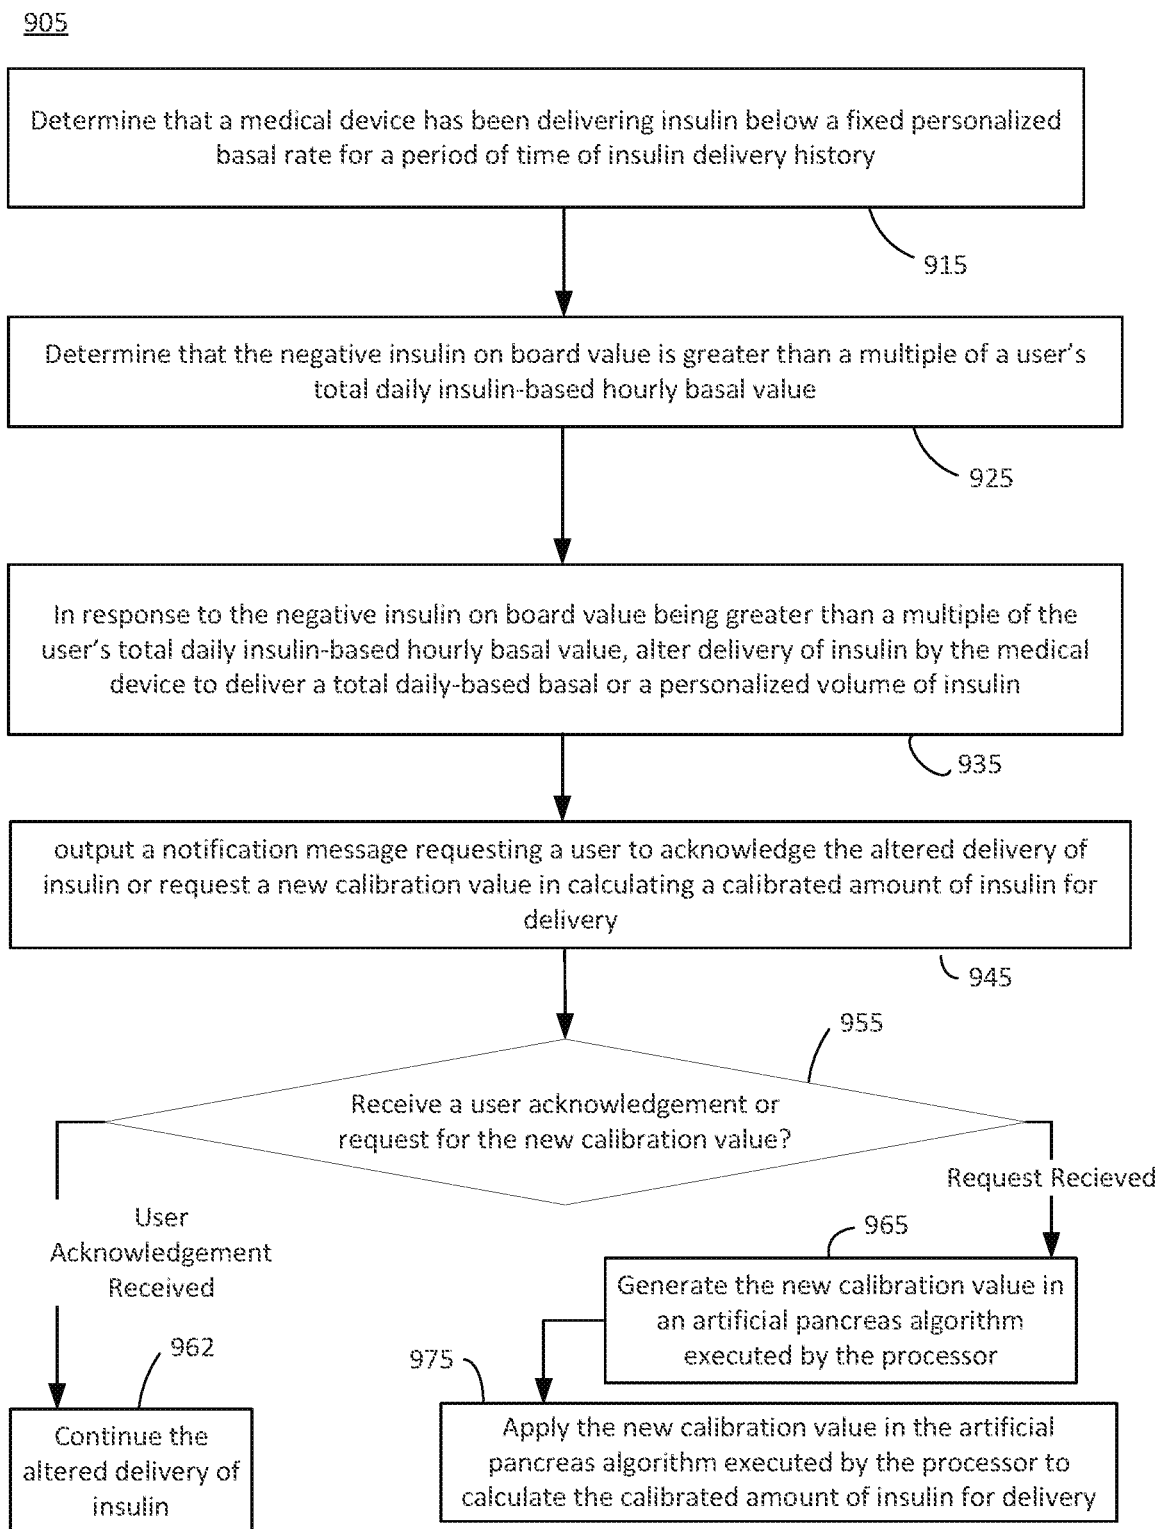 905
Determine that a medical device has been delivering insulin below a fixed personalized
basal rate for a period of time of insulin delivery history
915
Determine that the negative insulin on board value is greater than a multiple of a user's
total daily insulin-based hourly basal value
925
In response to the negative insulin on board value being greater than a multiple of the
user's total daily insulin-based hourly basal value, alter delivery of insulin by the medical
device to deliver a total daily-based basal or a personalized volume of insulin
935
output a notification message requesting a user to acknowledge the altered delivery of
insulin or request a new calibration value in calculating a calibrated amount of insulin for
delivery
945
955
Receive a user acknowledgement or
request for the new calibration value?
Request Recieved
User
Acknowledgement
Received
965
Generate the new calibration value in
an artificial pancreas algorithm
executed by the processor
962
975
Continue the
altered delivery of
insulin
Apply the new calibration value in the artificial
pancreas algorithm executed by the processor to
calculate the calibrated amount of insulin for delivery